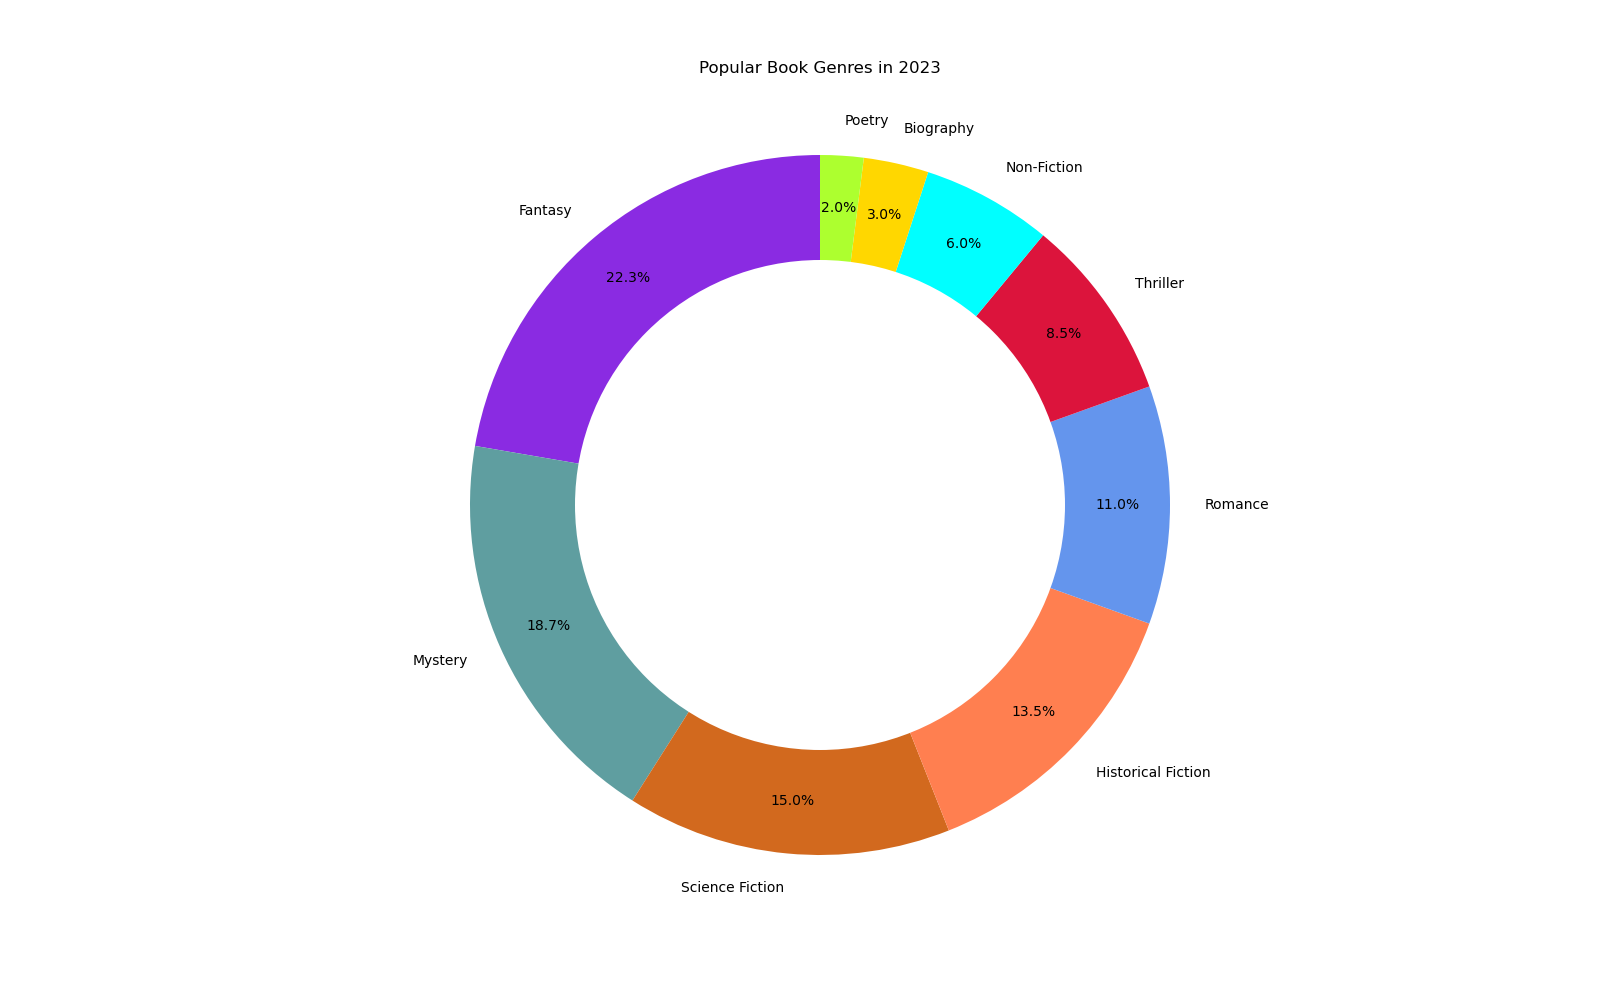 Popular Book Genres in 2023
Poetry
Biography
Non-Fiction
Fantasy
2.0%
3.0%
6.0%
22.3%
Thriller
8.5%
Romance
11.0%
18.7%
Mystery
13.5%
Historical Fiction
15.0%
Science Fiction